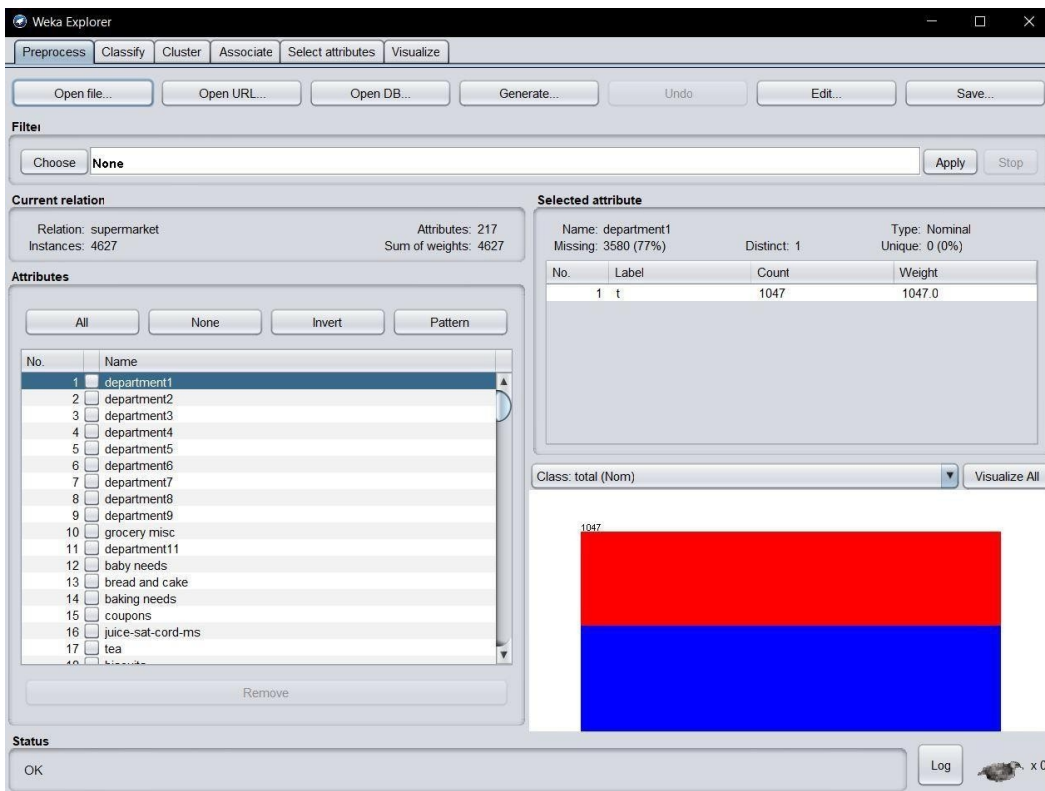 Weka Explorer
Preprocess Classify Cluster Associate Select attributes Visualize
Open file... Open URL... Open DB... Generate... Undo Edit... Save...
Filter
Choose None Apply Stop
Current relation
Relation: supermarket Attributes: 217
Instances: 4627 Sum of weights: 4627
Attributes
All None Invert Pattern
No. Name
1 department1
2 department2
3 department3
4 department4
5 department5
6 department6
7 department7
8 department8
9 department9
10 grocery misc
11 department11
12 baby needs
13 bread and cake
14 baking needs
15 coupons
16 juice-sat-cord-ms
17 tea
18 biscuits
Remove
Selected attribute
Name: department1 Type: Nominal
Missing: 3580 (77%) Distinct: 1 Unique: 0 (0%)
No. Label Count Weight
1 t 1047 1047.0
Class: total (Nom) Visualize All
1047
Status
OK
Log x 0